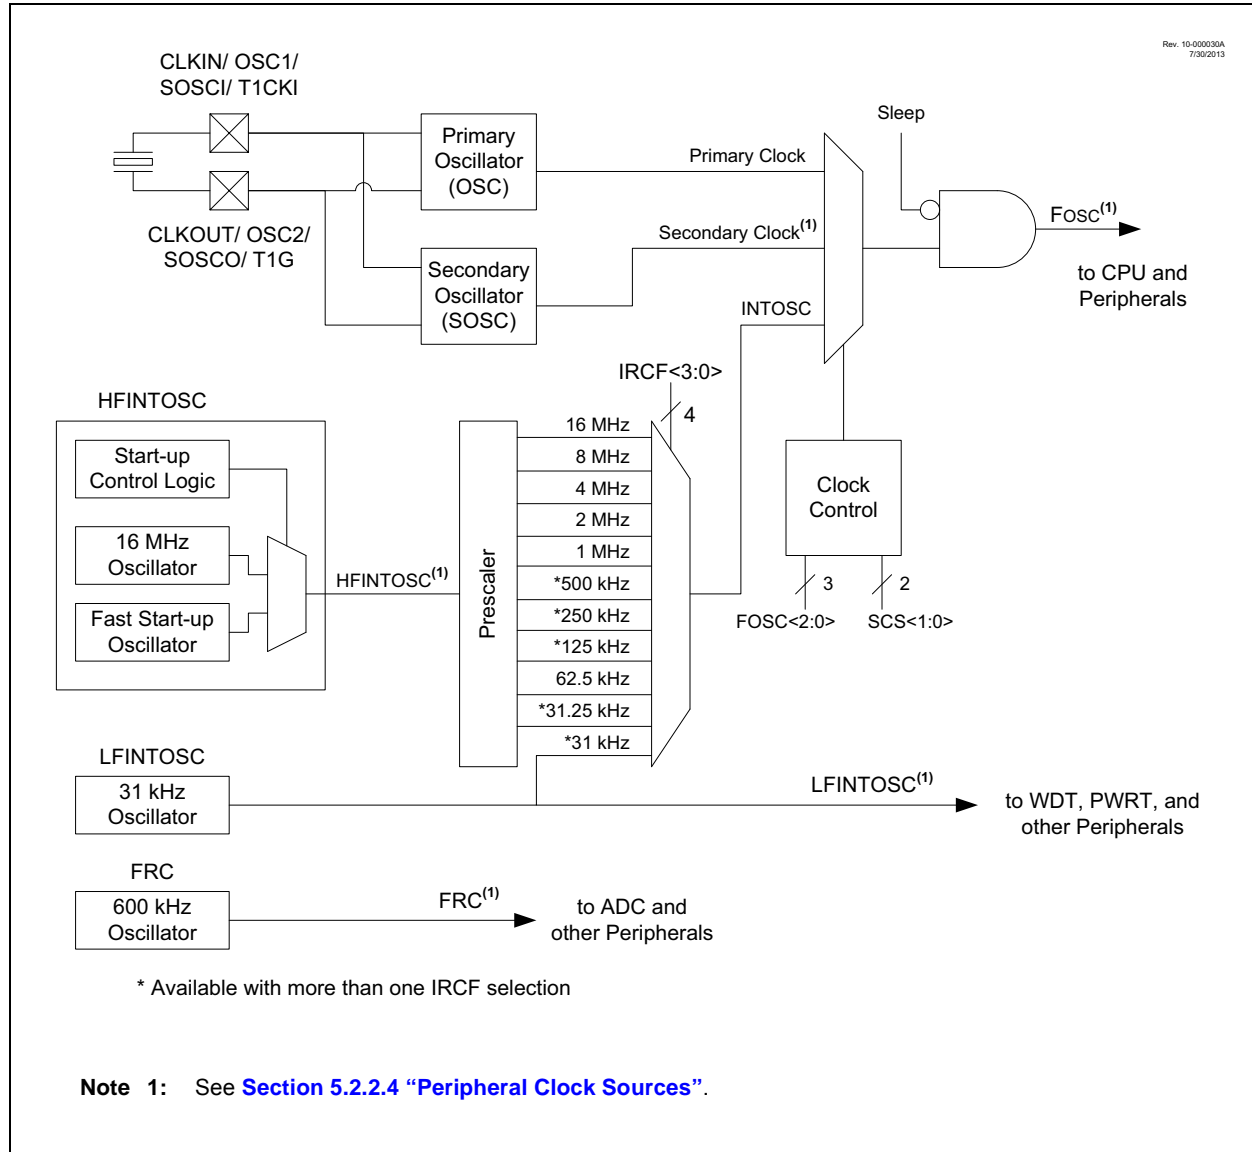 Rev. 10-000030A
7/30/2013
CLKIN/ OSC1/
SOSCI/ T1CKI
Primary
Oscillator
(OSC)
CLKOUT/ OSC2/
SOSCO/ T1G
Secondary
Oscillator
(SOSC)
Primary Clock
Secondary Clock(1)
INTOSC
Sleep
FOSC(1)
to CPU and
Peripherals
IRCF<3:0>
4
HFINTOSC
Start-up
Control Logic
16 MHz
Oscillator
Fast Start-up
Oscillator
HFINTOSC(1)
Prescaler
16 MHz
8 MHz
4 MHz
2 MHz
1 MHz
*500 kHz
*250 kHz
*125 kHz
62.5 kHz
*31.25 kHz
*31 kHz
Clock
Control
3
2
FOSC<2:0>
SCS<1:0>
LFINTOSC
31 kHz
Oscillator
LFINTOSC(1)
to WDT, PWRT, and
other Peripherals
FRC
600 kHz
Oscillator
FRC(1)
to ADC and
other Peripherals
* Available with more than one IRCF selection
Note 1: See Section 5.2.2.4 “Peripheral Clock Sources”.